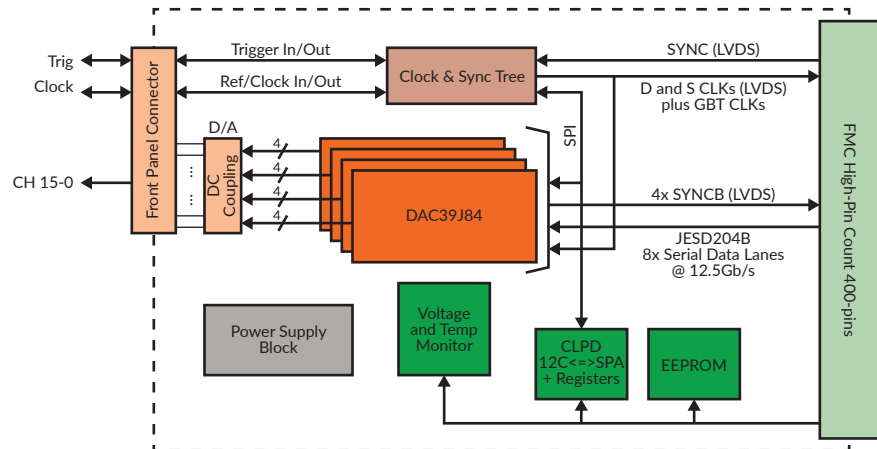 Trig
Clock
CH 15-0
Front Panel Connector
Trigger In/Out
Ref/Clock In/Out
Clock & Sync Tree
SYNC (LVDS)
D and S CLKs (LVDS)
plus GBT CLKs
D/A
DC
Coupling
...
...
4
4
4
4
DAC39J84
SPI
4x SYNCB (LVDS)
JESD204B
8x Serial Data Lanes
@ 12.5Gb/s
FMC High-Pin Count 400-pins
Power Supply
Block
Voltage
and Temp
Monitor
CLPD
12C<=>SPA
+ Registers
EEPROM